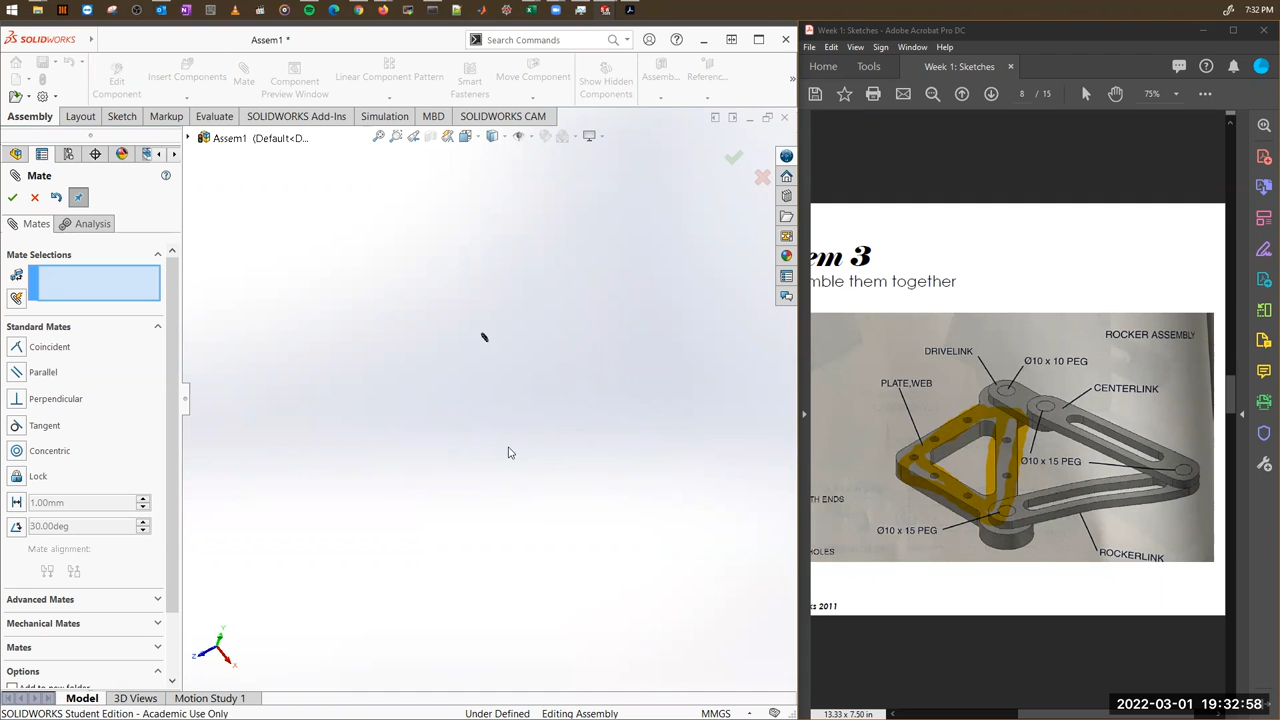 7:32 PM
SOLIDWORKS
Assem1 *
Search Commands
Edit Component
Insert Components
Mate
Component Preview Window
Linear Component Pattern
Smart Fasteners
Move Component
Show Hidden Components
Assemb...
Referenc...
Assembly
Layout
Sketch
Markup
Evaluate
SOLIDWORKS Add-Ins
Simulation
MBD
SOLIDWORKS CAM
Assem1 (Default<D...
Mate
Mates
Analysis
Mate Selections
Standard Mates
Coincident
Parallel
Perpendicular
Tangent
Concentric
Lock
1.00mm
30.00deg
Mate alignment:
Advanced Mates
Mechanical Mates
Mates
Options
Add to new folder
Y
Z
X
Model
3D Views
Motion Study 1
SOLIDWORKS Student Edition - Academic Use Only
Under Defined
Editing Assembly
MMGS
Week 1: Sketches - Adobe Acrobat Pro DC
File Edit View Sign Window Help
Home
Tools
Week 1: Sketches
8 / 15
75%
em 3
mble them together
ROCKER ASSEMBLY
DRIVELINK
Ø10 x 10 PEG
PLATE,WEB
CENTERLINK
Ø10 x 15 PEG
TH ENDS
Ø10 x 15 PEG
HOLES
ROCKERLINK
ks 2011
13.33 x 7.50 in
2022-03-01 19:32:58